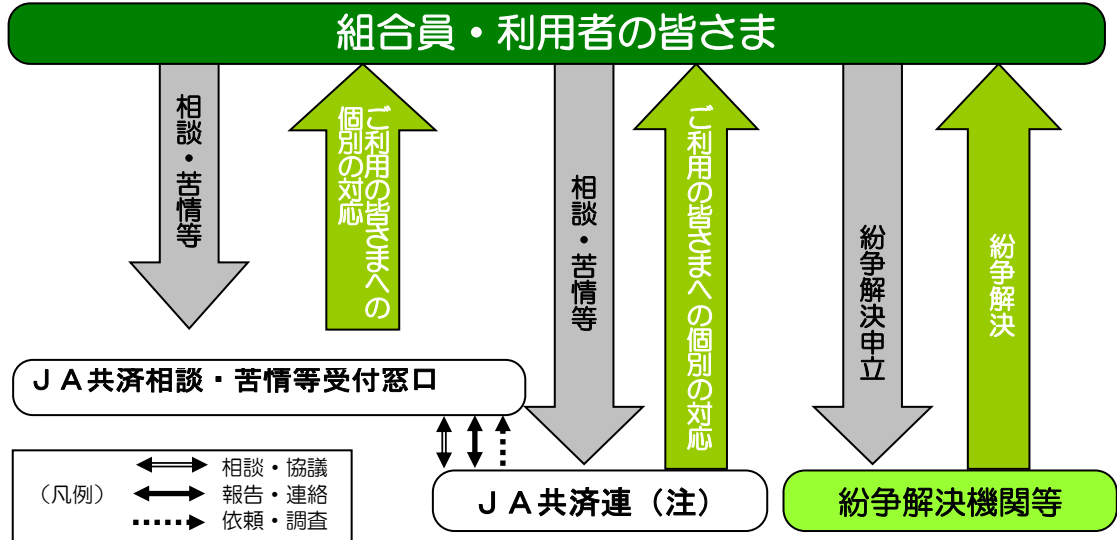 組合員・利用者の皆さま
相談・苦情等
ご利用の皆さまへの
個別の対応
相談・苦情等
ご利用の皆さまへの個別の対応
紛争解決申立
紛争解決
ＪＡ共済相談・苦情等受付窓口
ＪＡ共済連（注）
紛争解決機関等
（凡例）
相談・協議
報告・連絡
依頼・調査